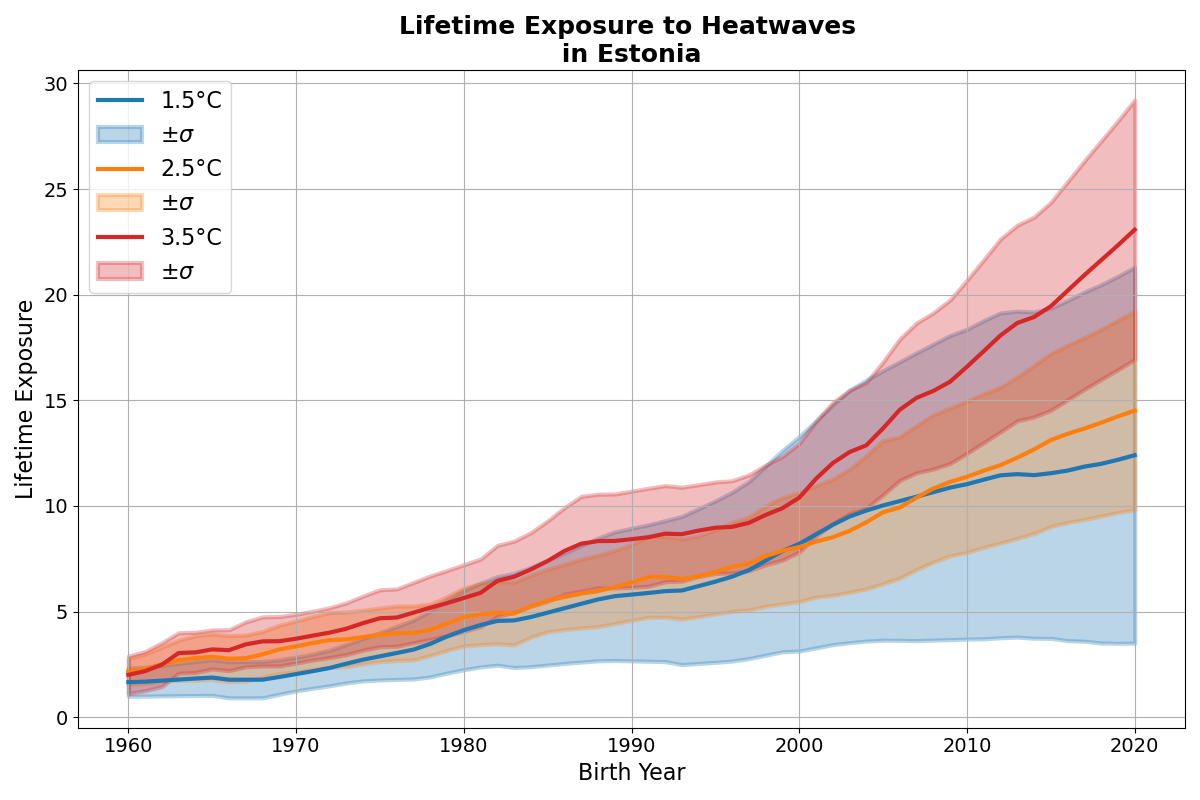 Lifetime Exposure to Heatwaves
in Estonia
30
25
20
15
10
5
0
Lifetime Exposure
1.5°C
±σ
2.5°C
±σ
3.5°C
±σ
1960 1970 1980 1990 2000 2010 2020
Birth Year